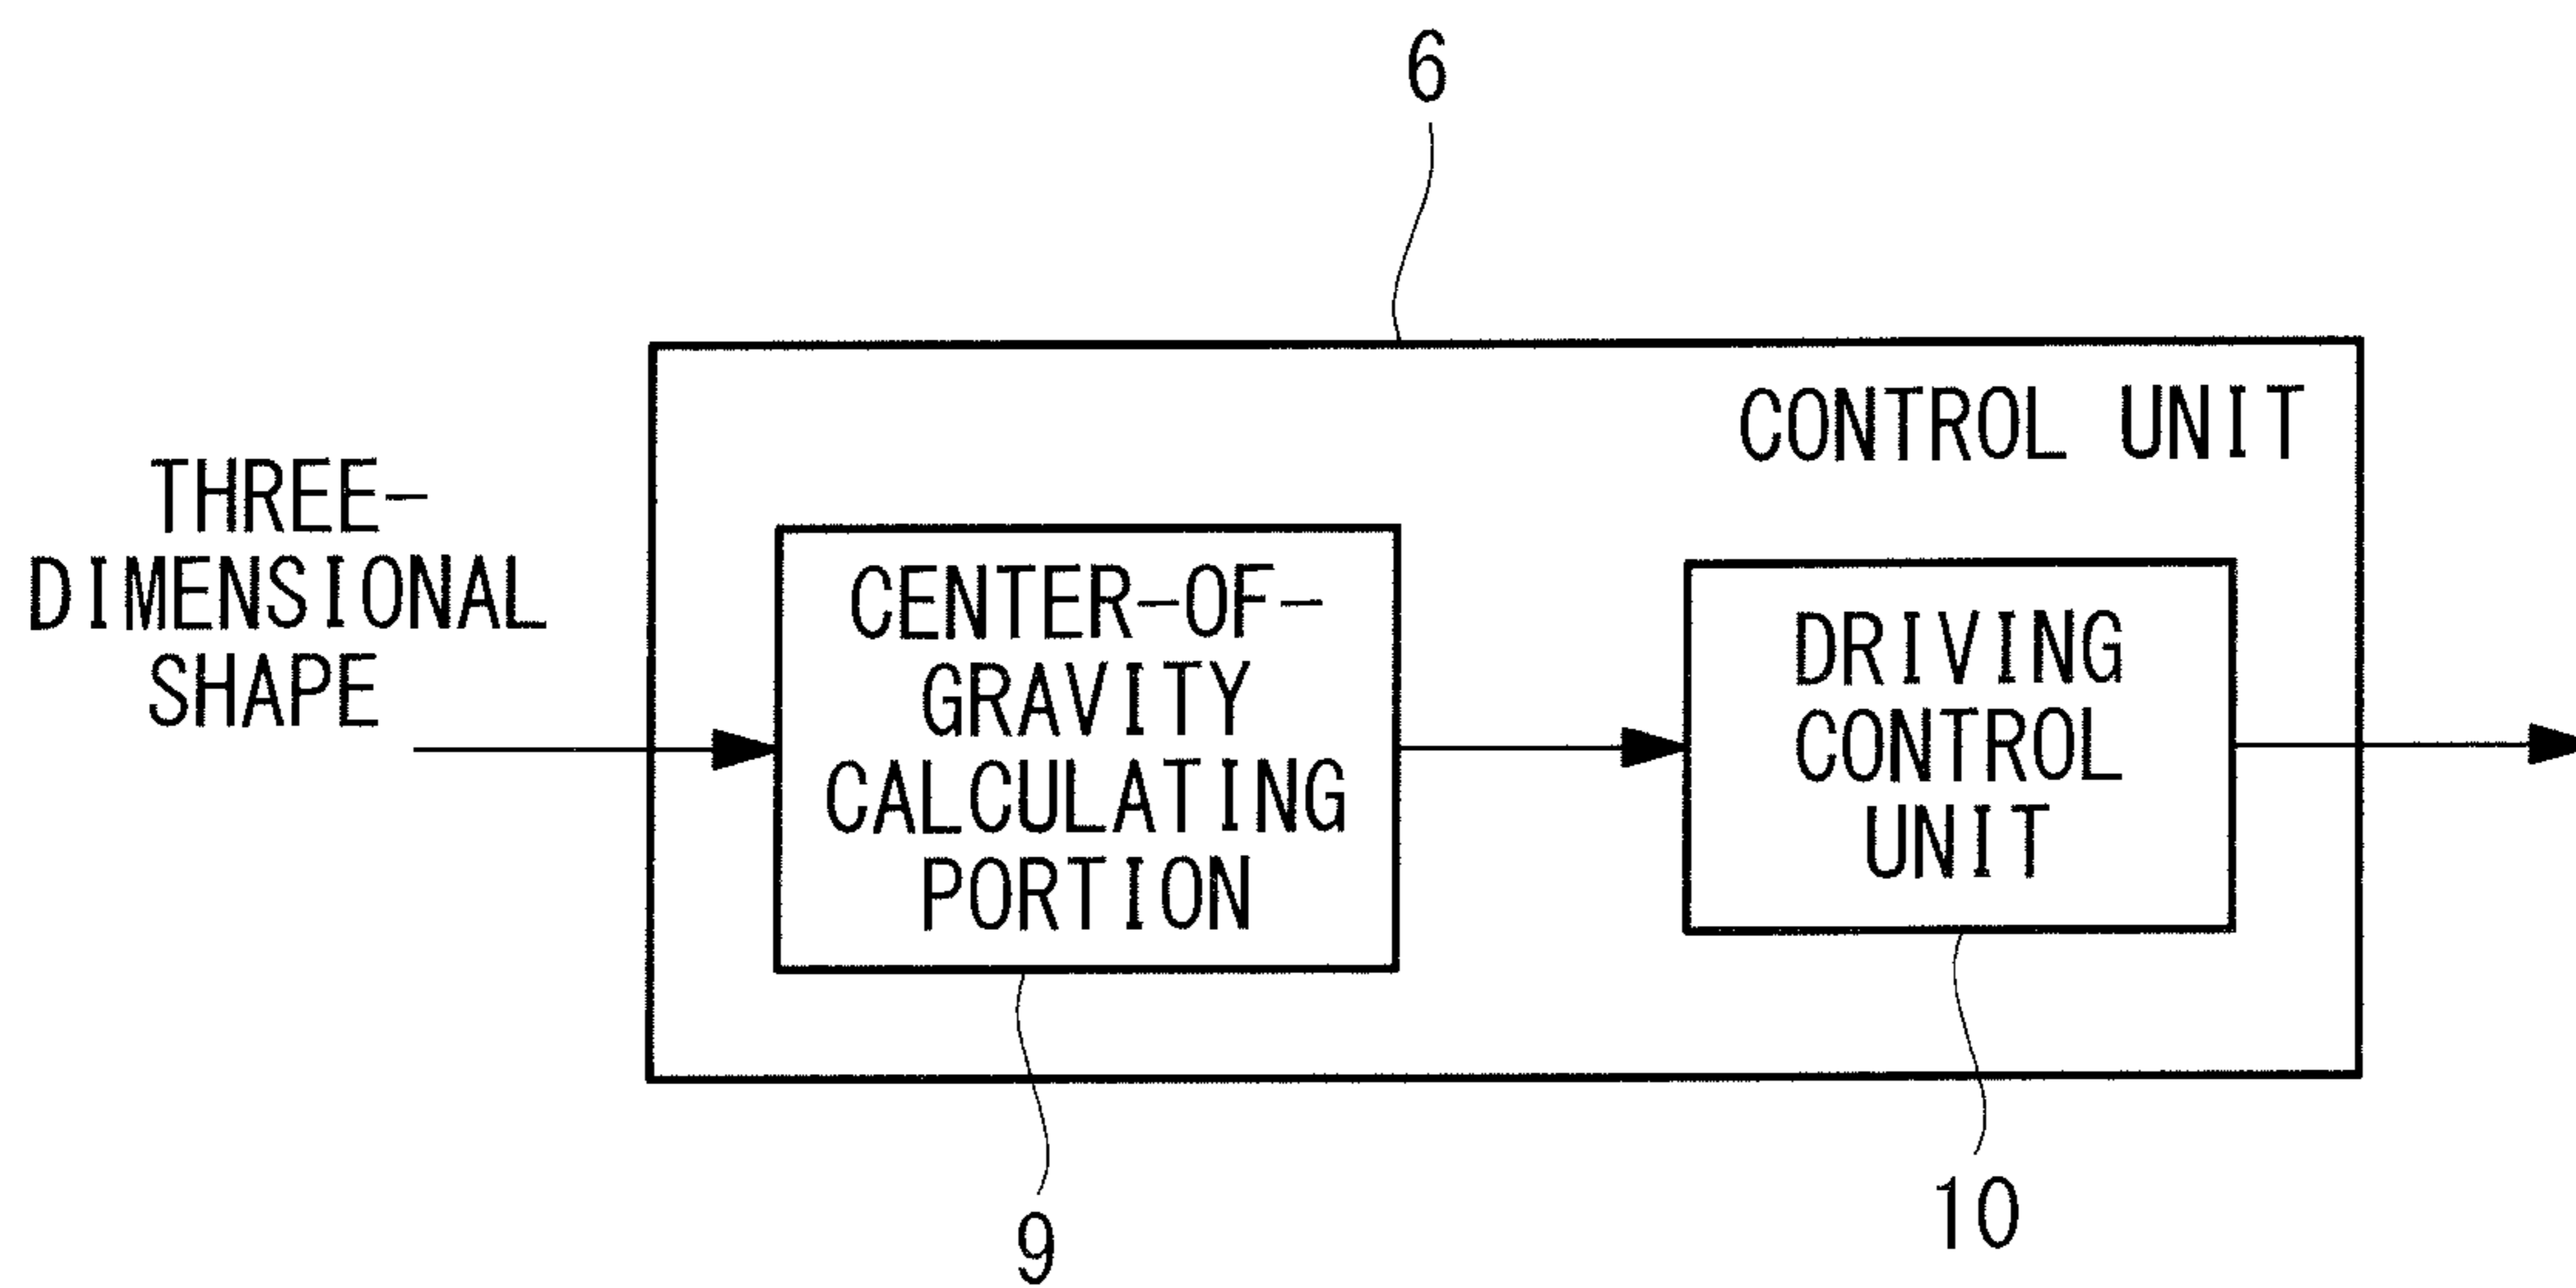 6
CONTROL UNIT
THREE-
DIMENSIONAL
SHAPE
CENTER-OF-
GRAVITY
CALCULATING
PORTION
DRIVING
CONTROL
UNIT
9
10